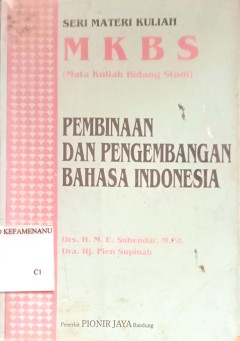 SERI MATERI KULIAH
MKBS
(Mata Kuliah Bidang Studi)
PEMBINAAN
DAN PENGEMBANGAN
BAHASA INDONESIA
KEFAMENANU
C1
Drs. H. M. E. Suhendar, M.Pd.
Dra. Hj. Pien Supinah
Penerbit PIONIR JAYA Bandung